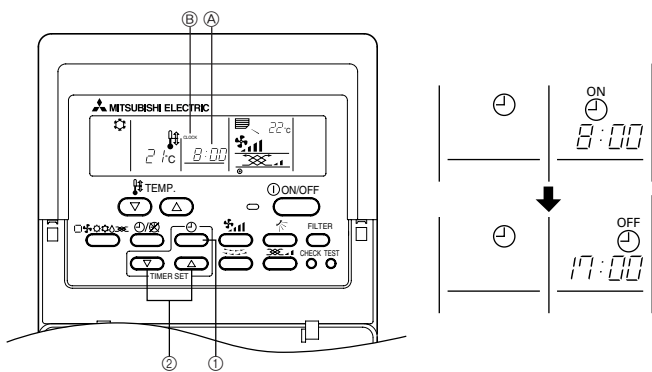 Ⓑ Ⓐ
MITSUBISHI ELECTRIC
CLOCK
22°C
21°C 8:00
TEMP. ON/OFF
FILTER
CHECK TEST
TIMER SET
② ①
ON
8:00
OFF
17:00